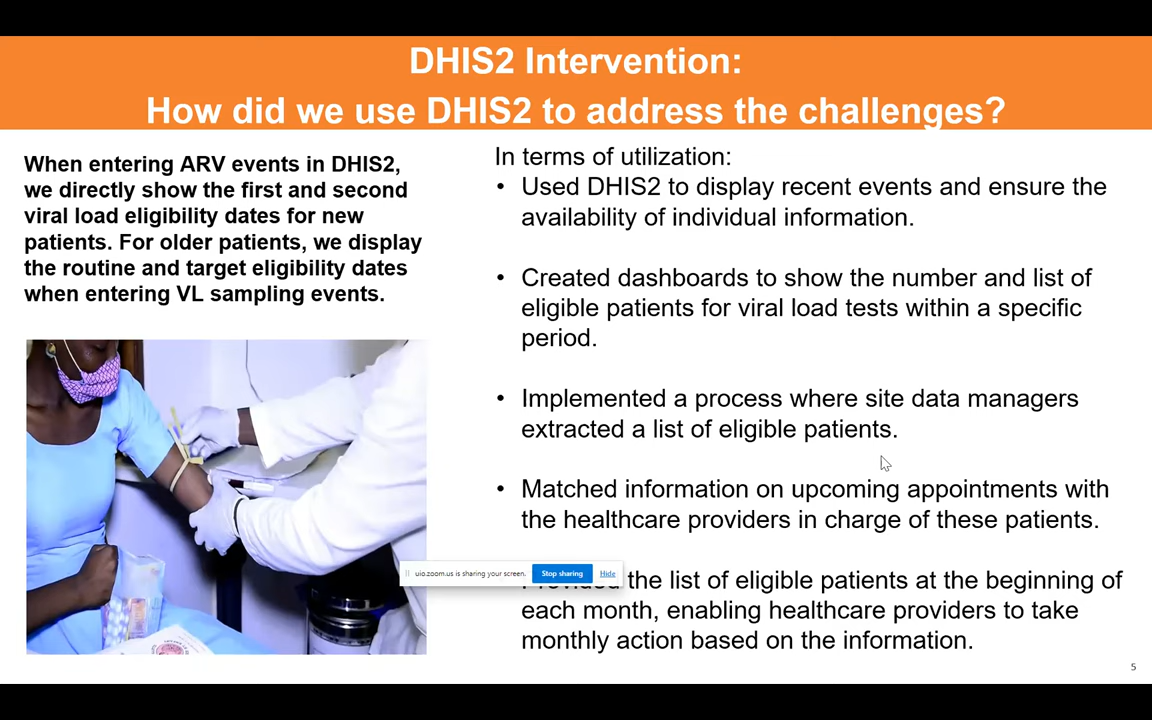 DHIS2 Intervention:
How did we use DHIS2 to address the challenges?
When entering ARV events in DHIS2,
we directly show the first and second
viral load eligibility dates for new
patients. For older patients, we display
the routine and target eligibility dates
when entering VL sampling events.
In terms of utilization:
• Used DHIS2 to display recent events and ensure the
availability of individual information.
• Created dashboards to show the number and list of
eligible patients for viral load tests within a specific
period.
• Implemented a process where site data managers
extracted a list of eligible patients.
• Matched information on upcoming appointments with
the healthcare providers in charge of these patients.
uio.zoom.us is sharing your screen. Stop sharing Hide
the list of eligible patients at the beginning of
each month, enabling healthcare providers to take
monthly action based on the information.
5